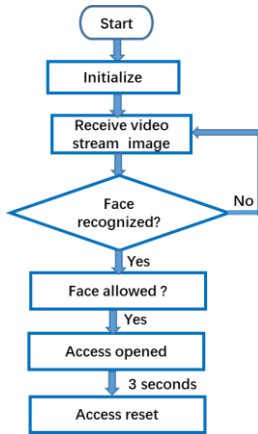 Start
Initialize
Receive video
stream image
Face
recognized?
No
Yes
Face allowed ?
Yes
Access opened
3 seconds
Access reset